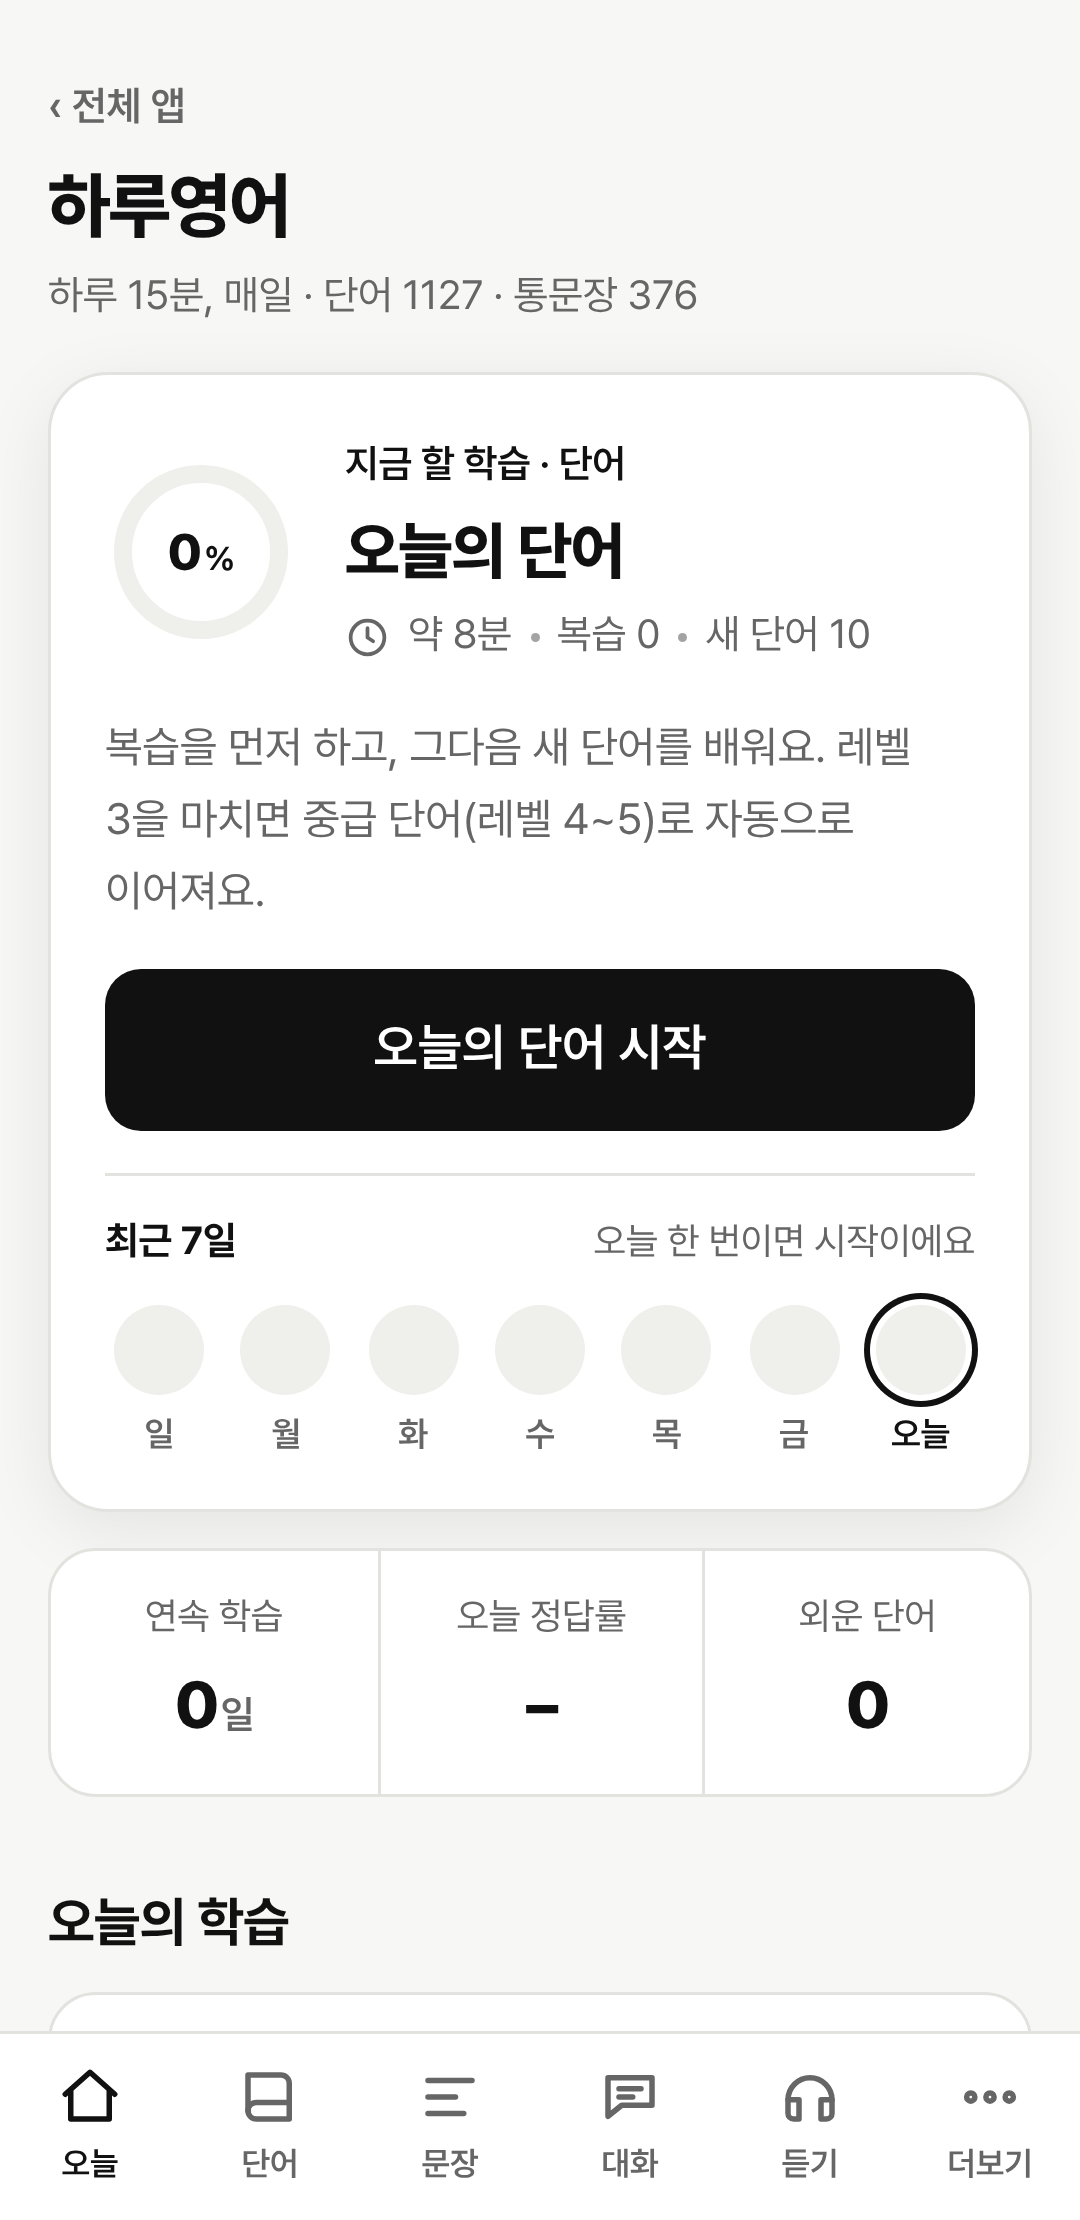 ‹ 전체 앱
하루영어
하루 15분, 매일 · 단어 1127 · 통문장 376
0%
지금 할 학습 · 단어
오늘의 단어
약 8분 • 복습 0 • 새 단어 10
복습을 먼저 하고, 그다음 새 단어를 배워요. 레벨
3을 마치면 중급 단어(레벨 4~5)로 자동으로
이어져요.
오늘의 단어 시작
최근 7일 오늘 한 번이면 시작이에요
일 월 화 수 목 금 오늘
연속 학습 오늘 정답률 외운 단어
0일 – 0
오늘의 학습
오늘 단어 문장 대화 듣기 더보기